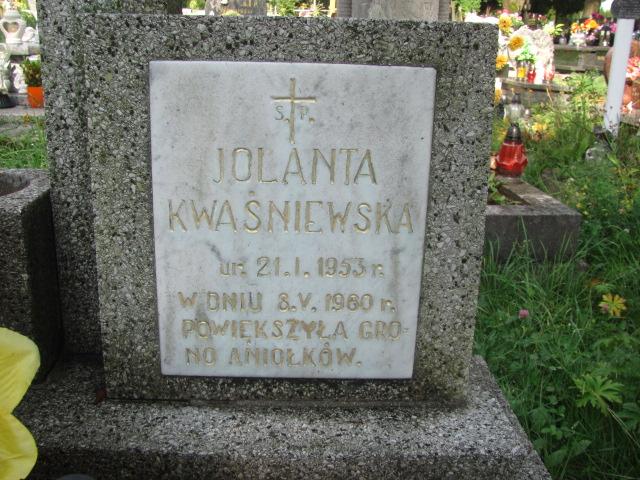 Ś. P.
JOLANTA
KWAŚNIEWSKA
ur. 21. I. 1953 r.
W DNIU 8. V. 1960 r.
POWIĘKSZYŁA GRO-
NO ANIOŁKÓW.